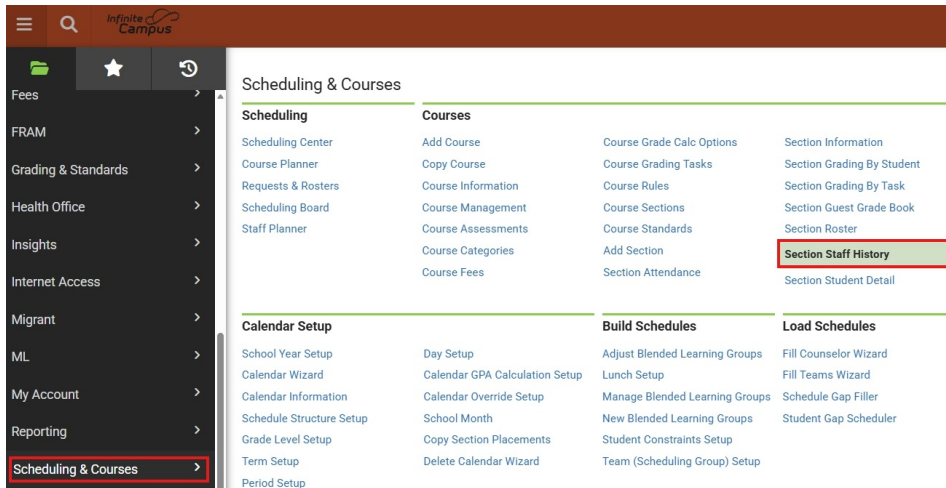 Infinite
Campus
Fees
FRAM
Grading & Standards
Health Office
Insights
Internet Access
Migrant
ML
My Account
Reporting
Scheduling & Courses
Scheduling & Courses
Scheduling
Scheduling Center
Course Planner
Requests & Rosters
Scheduling Board
Staff Planner
Courses
Add Course
Copy Course
Course Information
Course Management
Course Assessments
Course Categories
Course Fees
Course Grade Calc Options
Course Grading Tasks
Course Rules
Course Sections
Course Standards
Add Section
Section Attendance
Section Information
Section Grading By Student
Section Grading By Task
Section Guest Grade Book
Section Roster
Section Staff History
Section Student Detail
Calendar Setup
School Year Setup
Calendar Wizard
Calendar Information
Schedule Structure Setup
Grade Level Setup
Term Setup
Period Setup
Day Setup
Calendar GPA Calculation Setup
Calendar Override Setup
School Month
Copy Section Placements
Delete Calendar Wizard
Build Schedules
Adjust Blended Learning Groups
Lunch Setup
Manage Blended Learning Groups
New Blended Learning Groups
Student Constraints Setup
Team (Scheduling Group) Setup
Load Schedules
Fill Counselor Wizard
Fill Teams Wizard
Schedule Gap Filler
Student Gap Scheduler